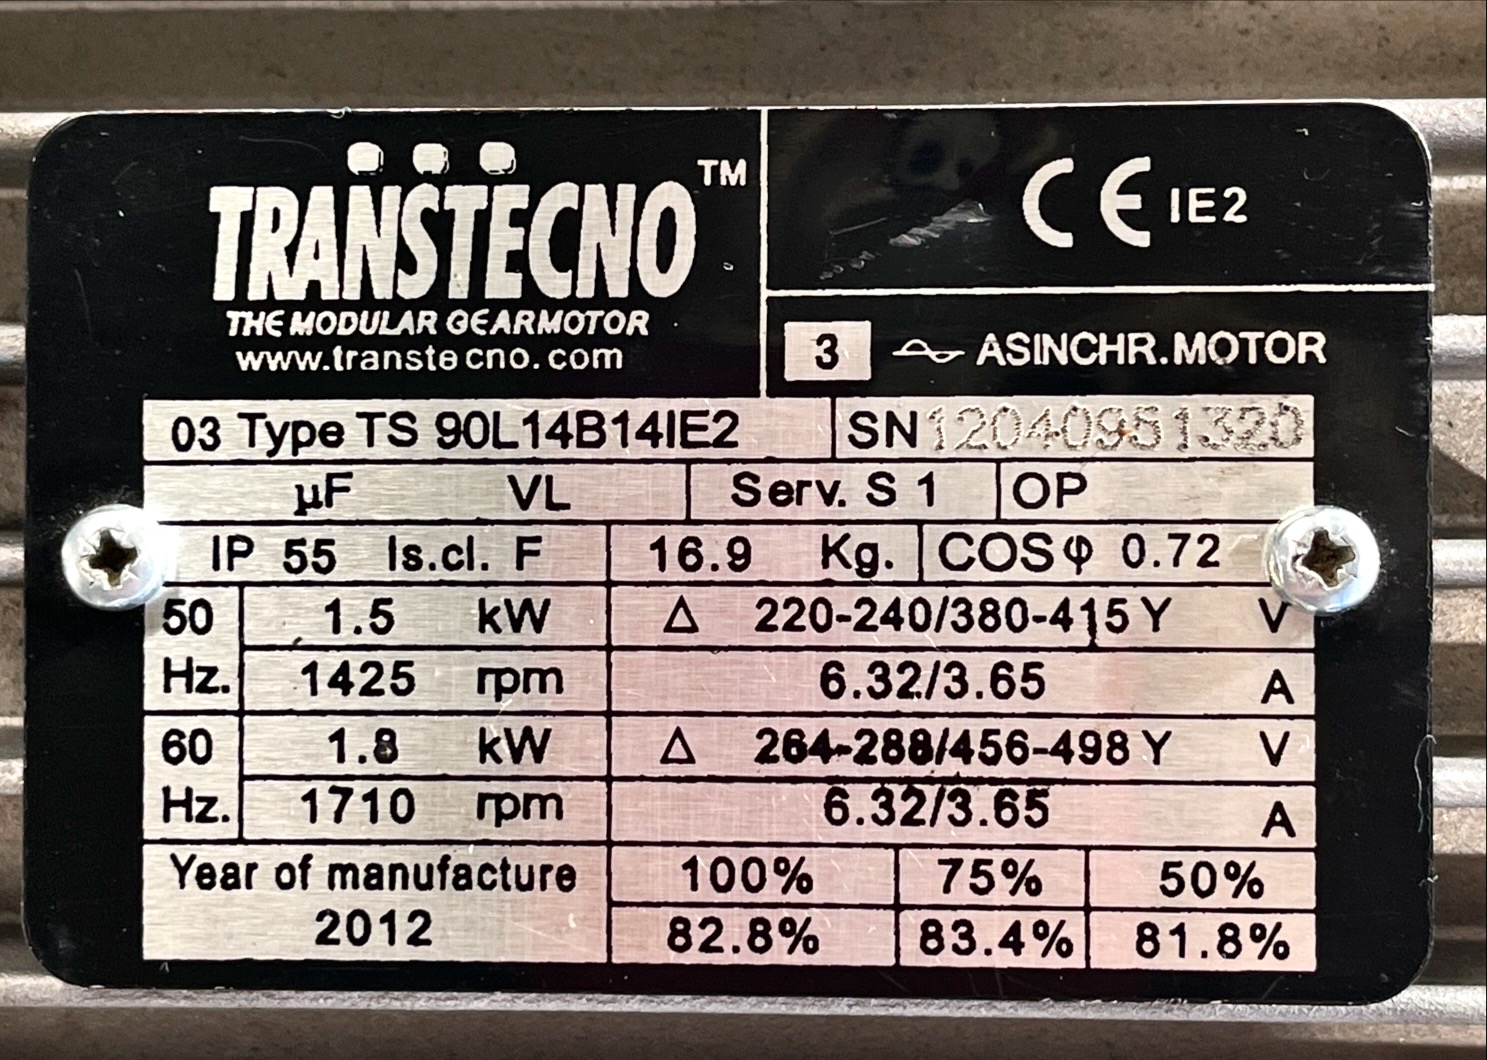 TRANSTECNO™
THE MODULAR GEARMOTOR
www.transtecno.com
CE IE2
3 ASINCHR.MOTOR
03 Type TS 90L14B14IE2 SN 12040951320
µF VL Serv. S 1 OP
IP 55 Is.cl. F 16.9 Kg. COSφ 0.72
50 Hz. 1.5 kW Δ 220-240/380-415 Y V
1425 rpm 6.32/3.65 A
60 Hz. 1.8 kW Δ 264-288/456-498 Y V
1710 rpm 6.32/3.65 A
Year of manufacture 100% 75% 50%
2012 82.8% 83.4% 81.8%